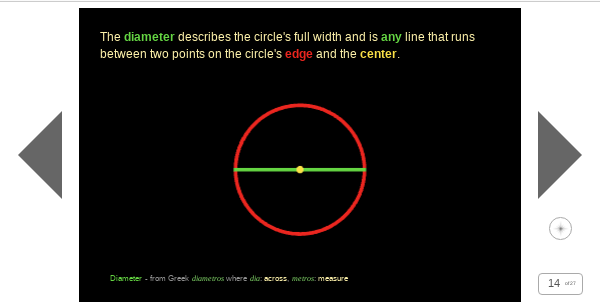 The diameter describes the circle's full width and is any line that runs
between two points on the circle's edge and the center.
Diameter - from Greek diametros where dia: across, metros: measure
14 of 27